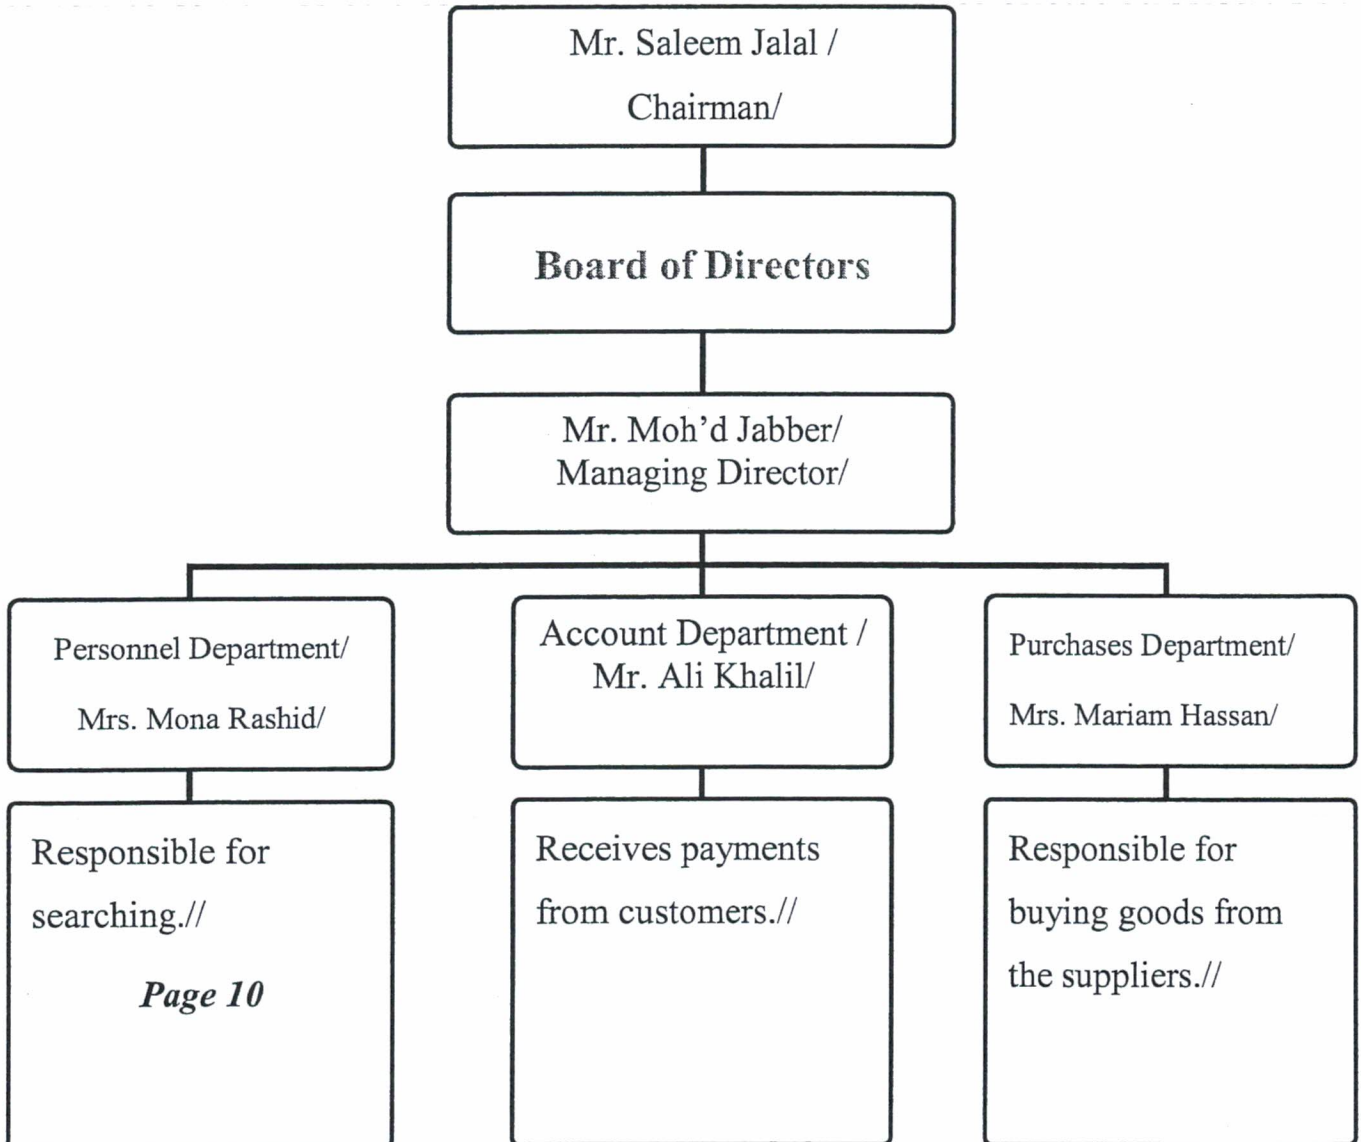 Mr. Saleem Jalal /
Chairman/
Board of Directors
Mr. Moh'd Jabber/
Managing Director/
Personnel Department/
Mrs. Mona Rashid/
Account Department /
Mr. Ali Khalil/
Purchases Department/
Mrs. Mariam Hassan/
Responsible for
searching.//
Page 10
Receives payments
from customers.//
Responsible for
buying goods from
the suppliers.//